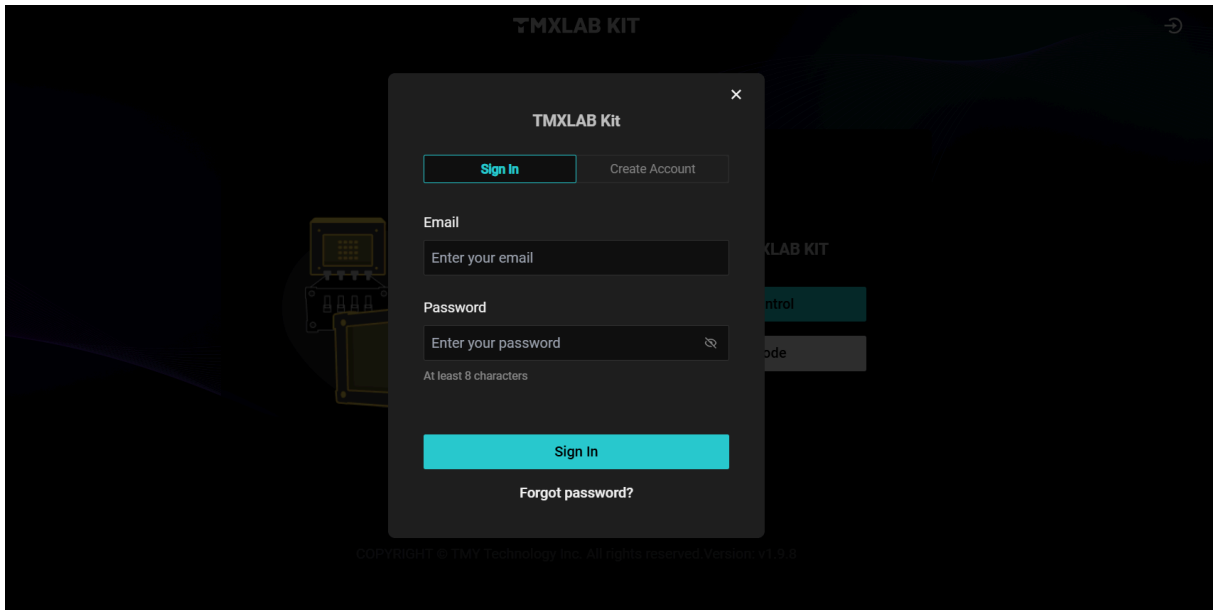 TMXLAB KIT
TMXLAB Kit
Sign In
Create Account
Email
Enter your email
KLAB KIT
Password
ntrol
Enter your password
ode
At least 8 characters
Sign In
Forgot password?
COPYRIGHT © TMY Technology Inc. All rights reserved.Version: v1.9.8